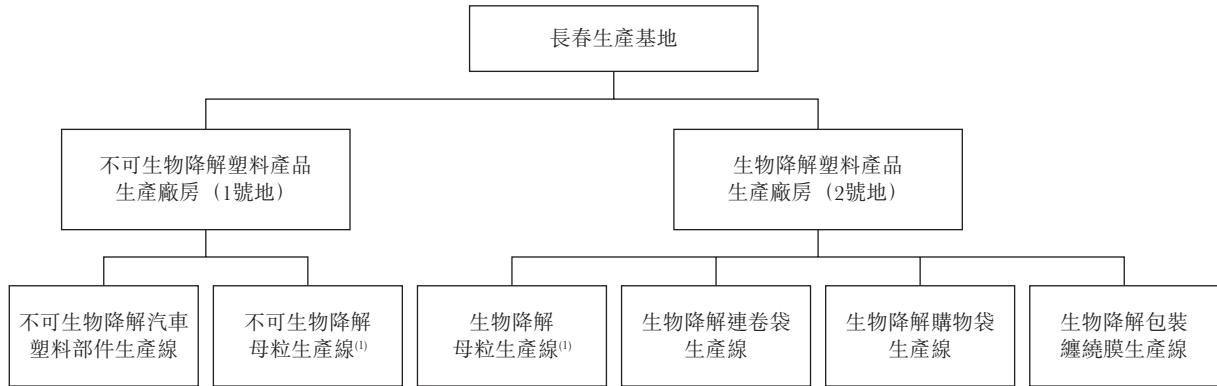 長春生產基地
不可生物降解塑料產品
生產廠房（1號地）
生物降解塑料產品
生產廠房（2號地）
不可生物降解汽車
塑料部件生產線
不可生物降解
母粒生產線(1)
生物降解
母粒生產線(1)
生物降解連卷袋
生產線
生物降解購物袋
生產線
生物降解包裝
纏繞膜生產線